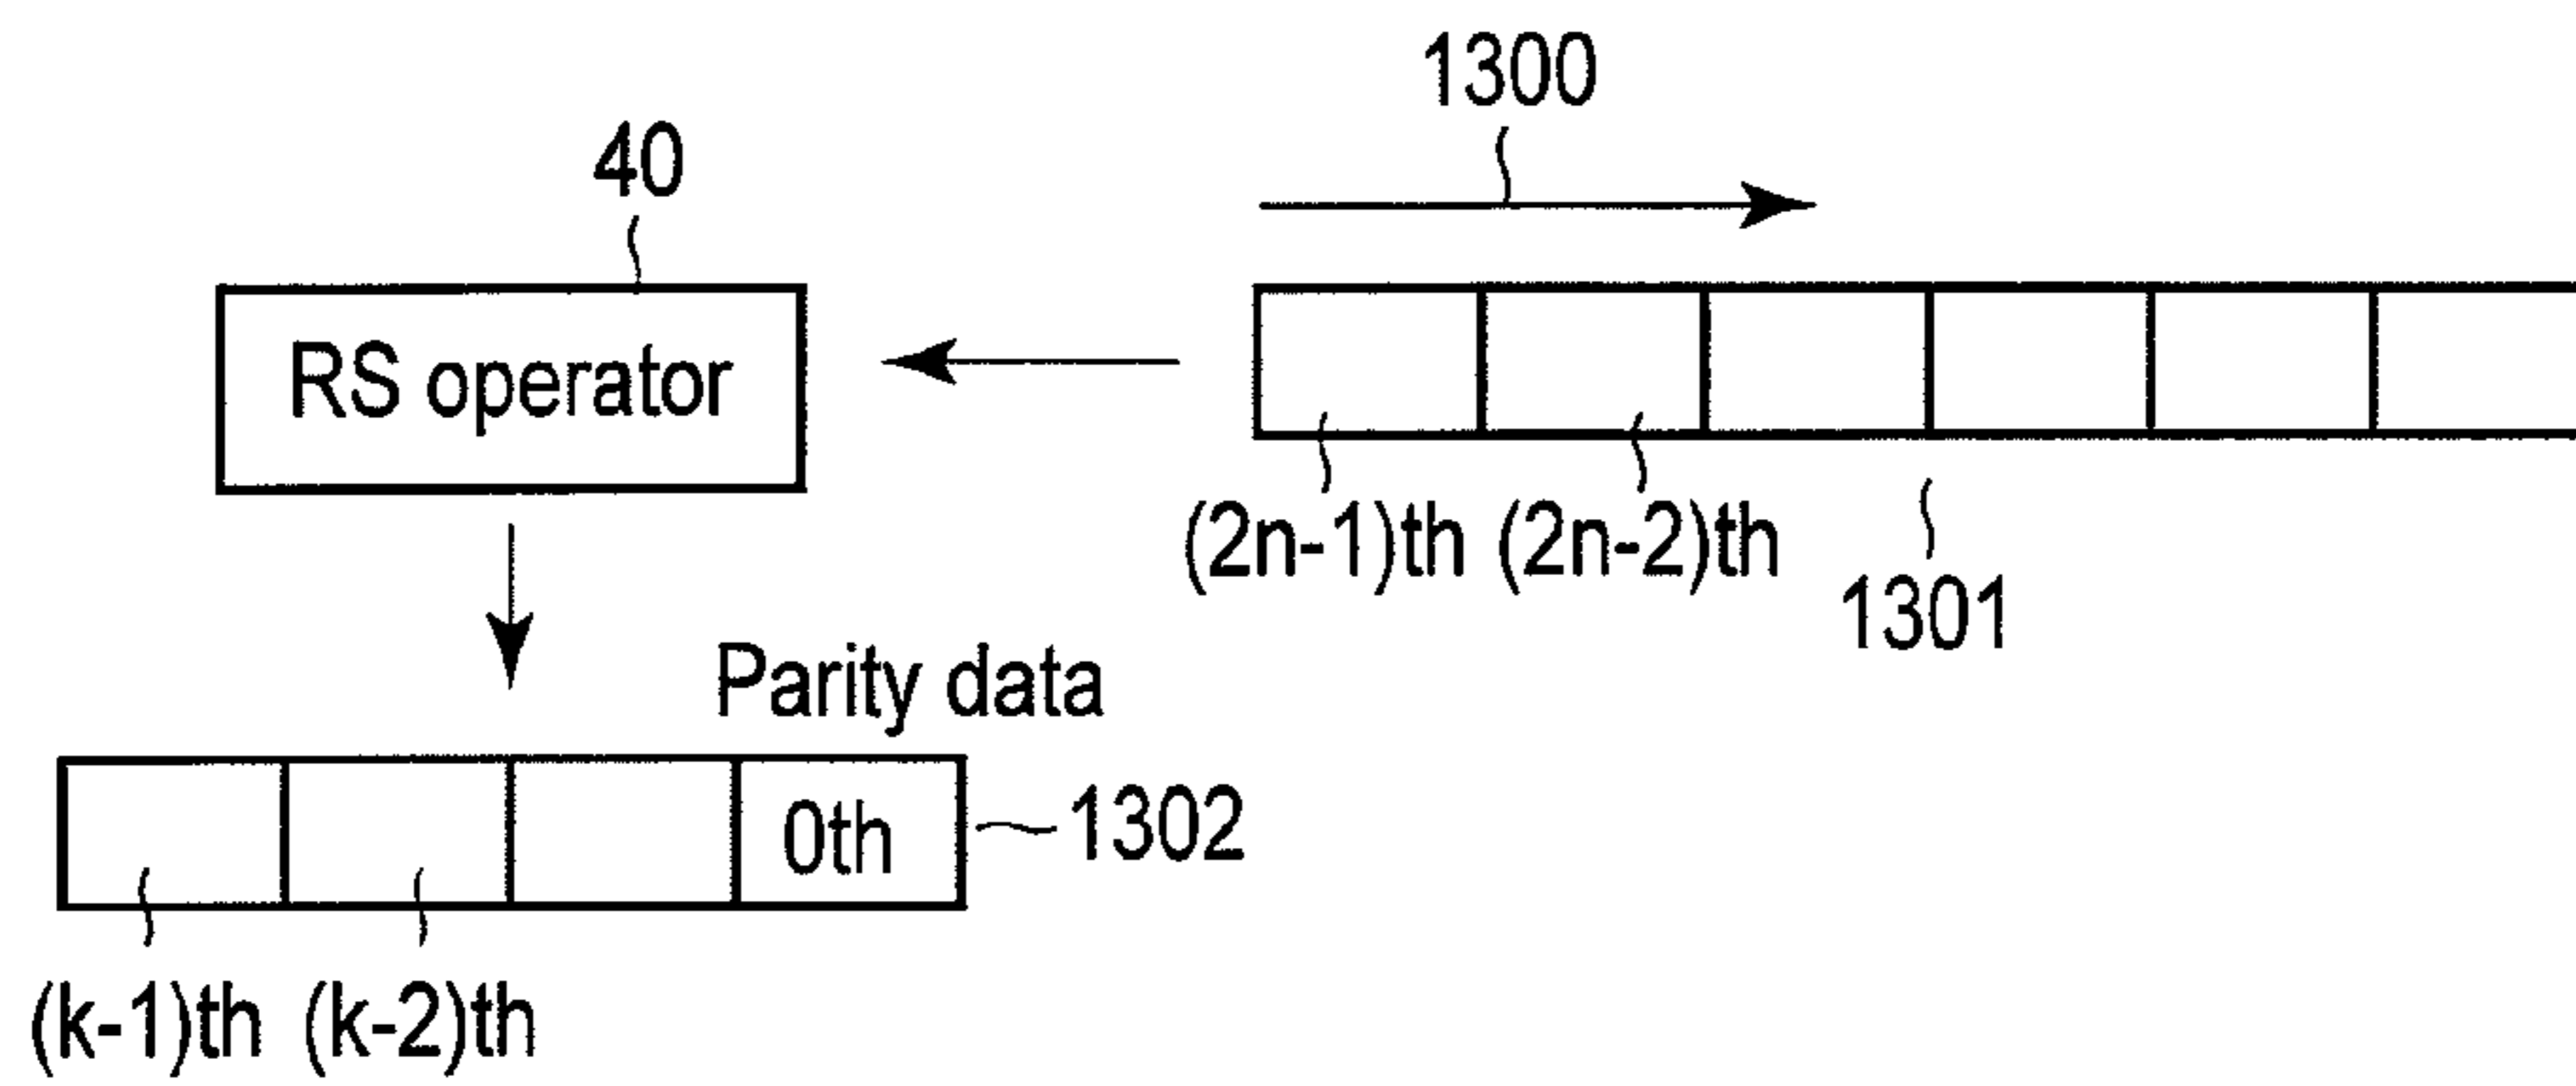 1300
40
RS operator
(2n-1)th (2n-2)th
1301
Parity data
0th
1302
(k-1)th (k-2)th